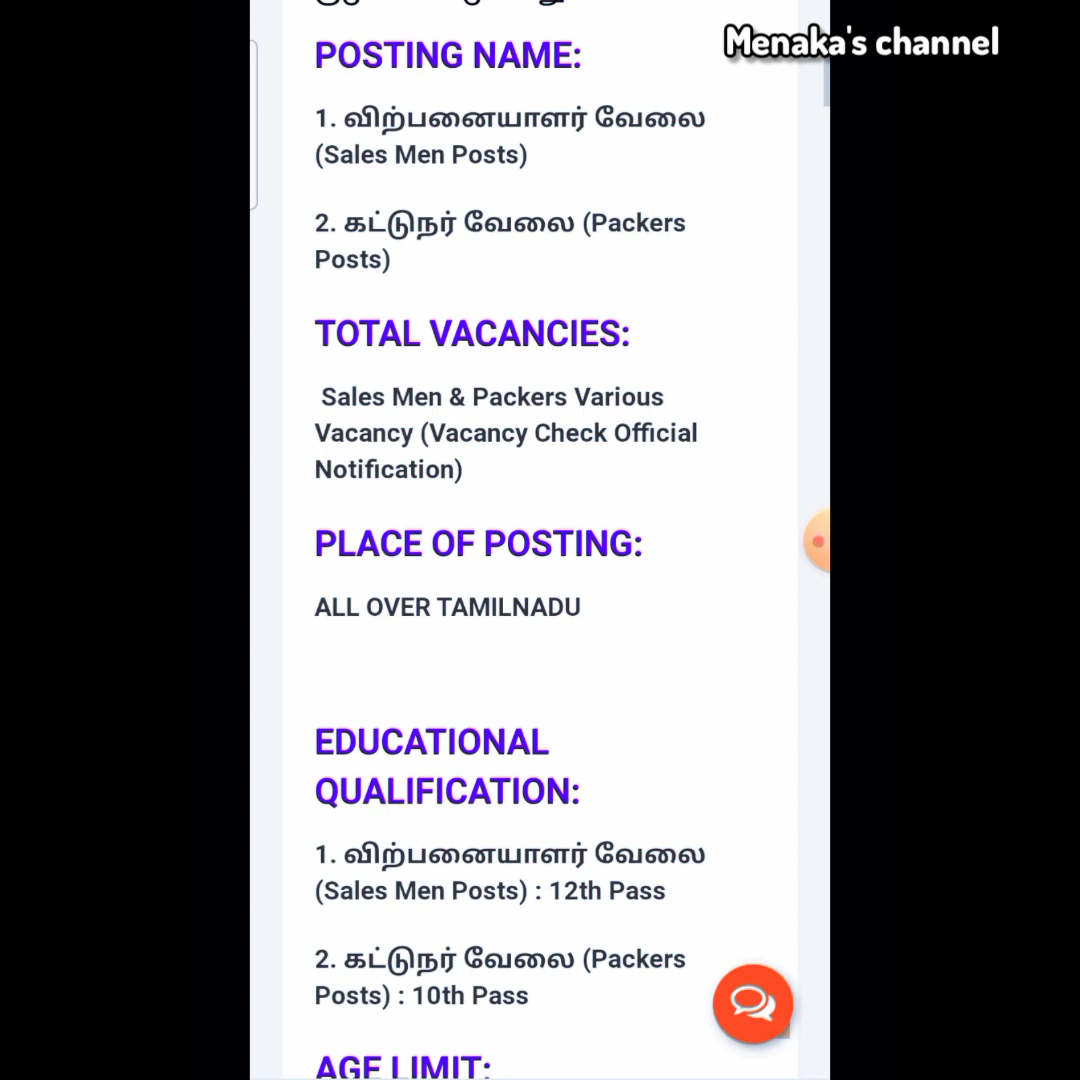 Menaka's channel
POSTING NAME:
1. விற்பனையாளர் வேலை
(Sales Men Posts)
2. கட்டுநர் வேலை (Packers
Posts)
TOTAL VACANCIES:
Sales Men & Packers Various
Vacancy (Vacancy Check Official
Notification)
PLACE OF POSTING:
ALL OVER TAMILNADU
EDUCATIONAL
QUALIFICATION:
1. விற்பனையாளர் வேலை
(Sales Men Posts) : 12th Pass
2. கட்டுநர் வேலை (Packers
Posts) : 10th Pass
AGE LIMIT: